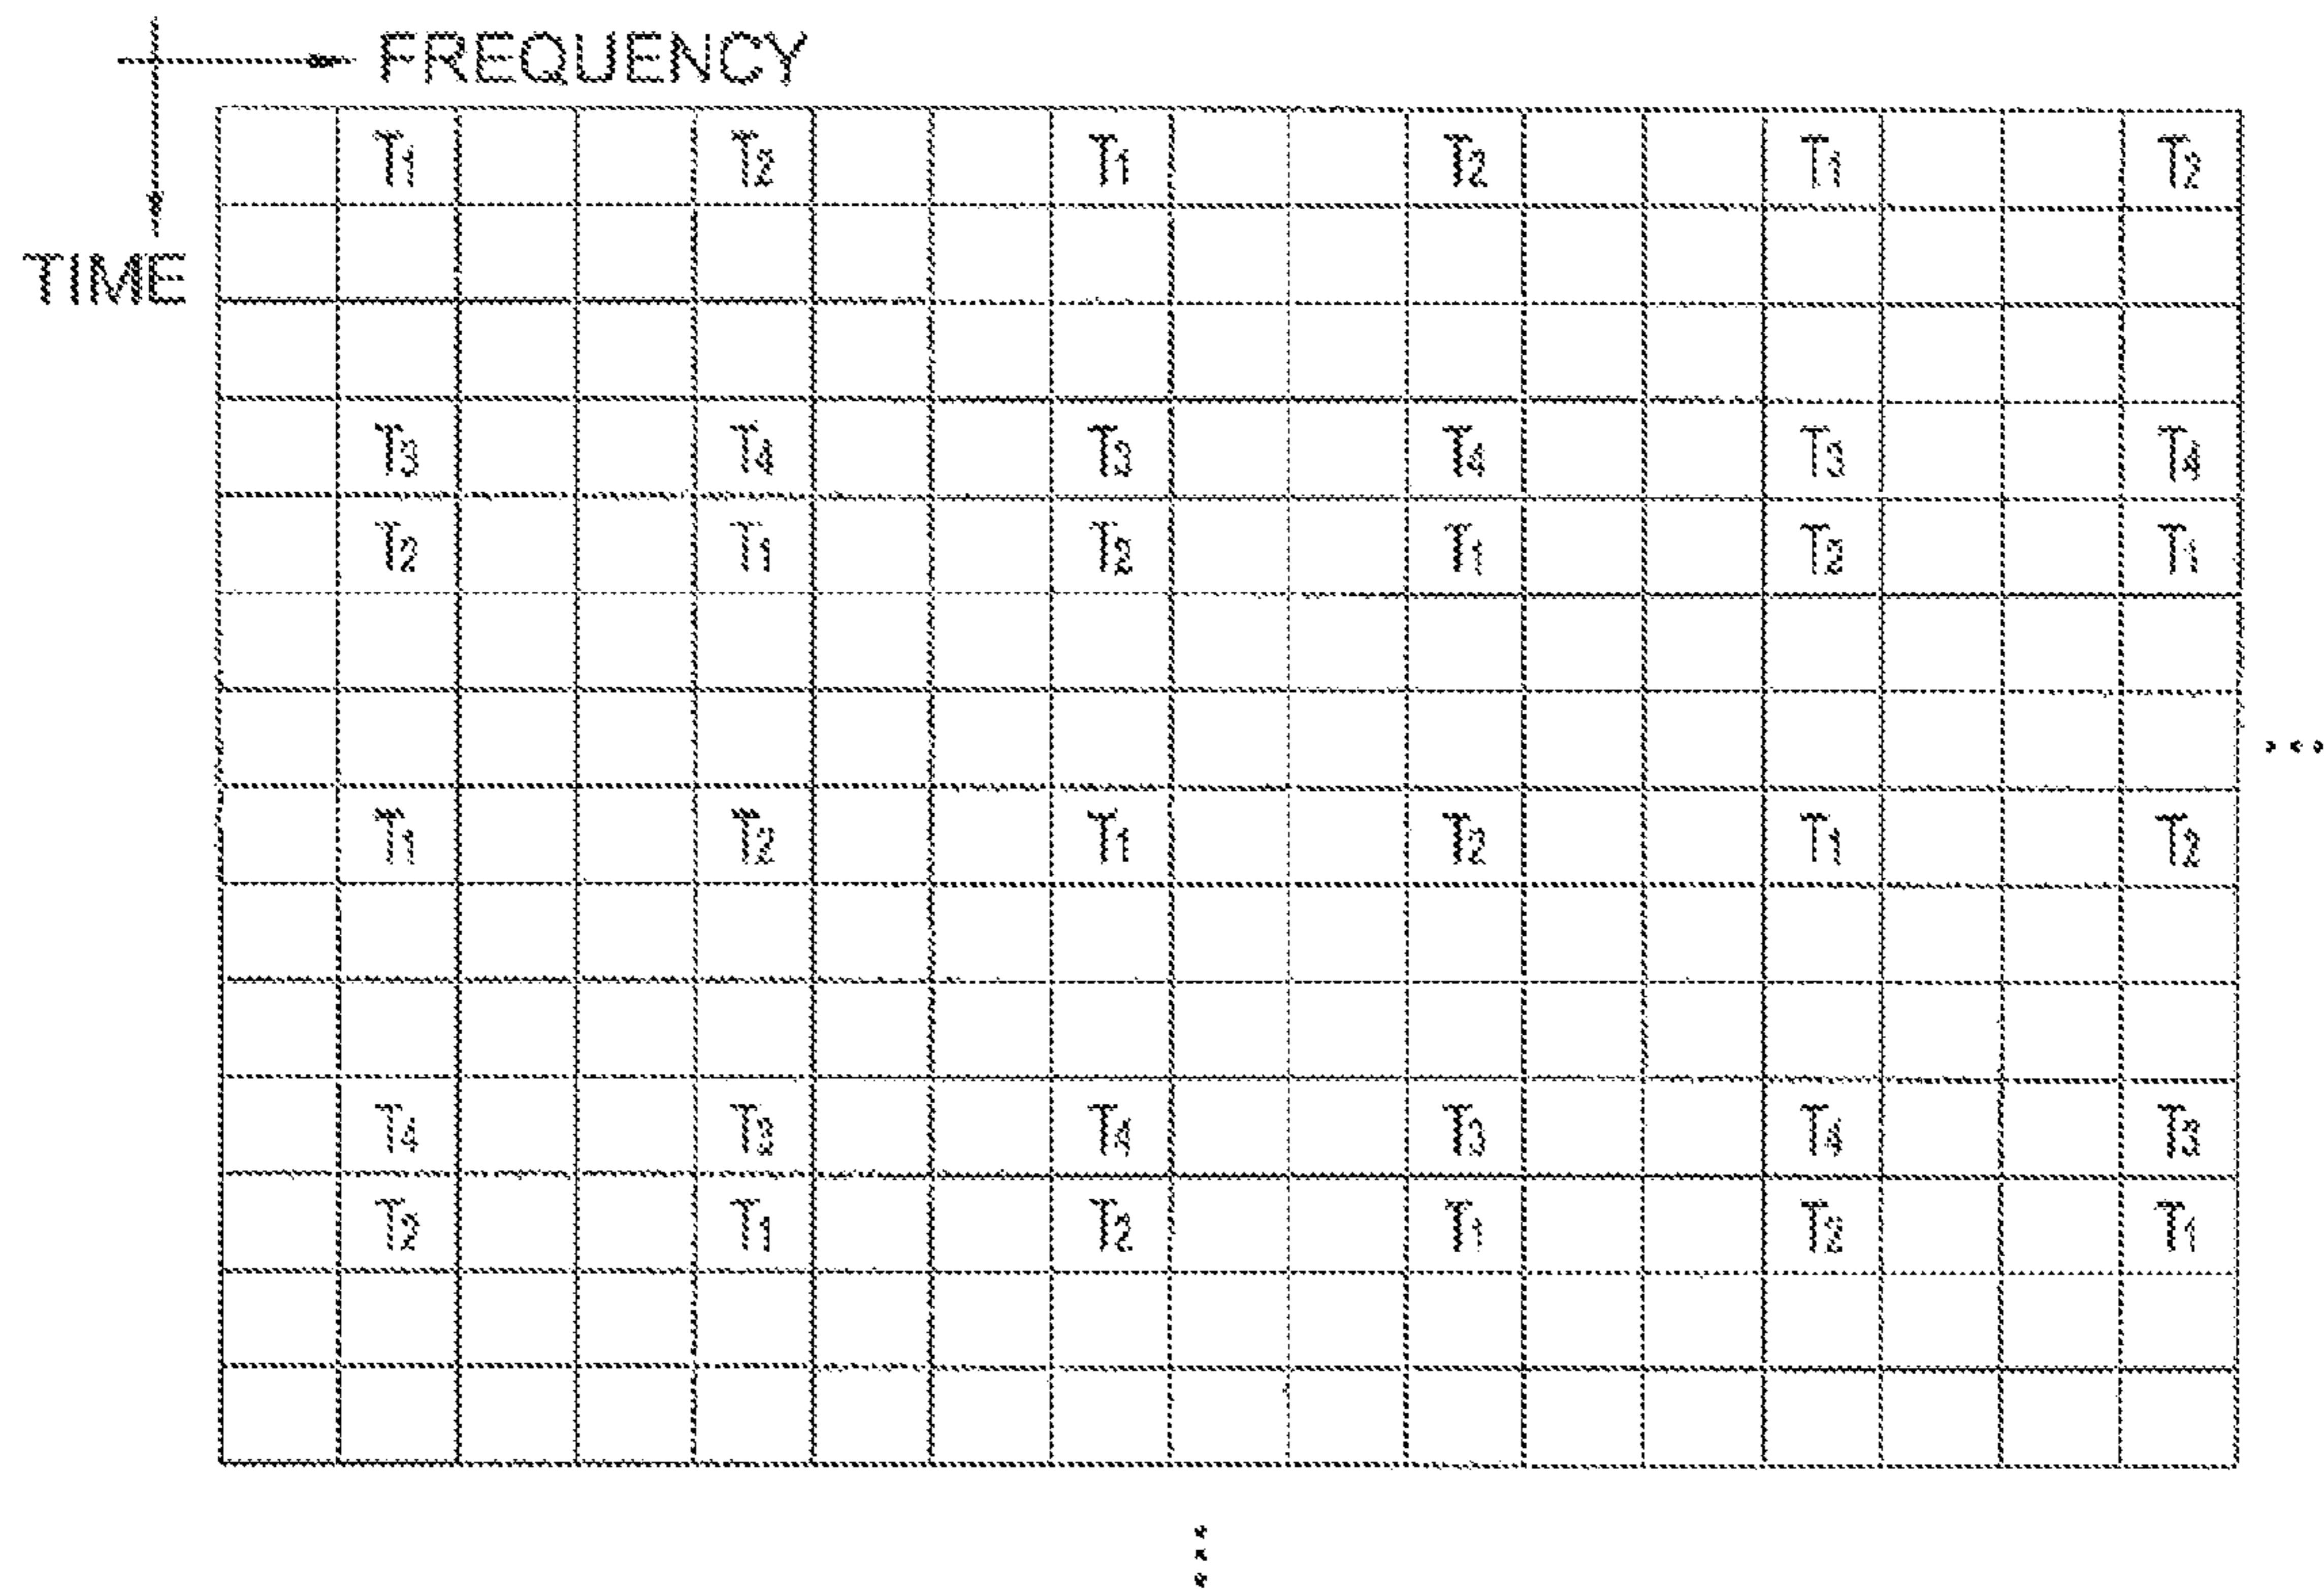 FREQUENCY
TIME
T1 T2 T1 T2 T1 T2
T3 T4 T3 T4 T3 T4
T2 T1 T2 T1 T2 T1
...
T1 T2 T1 T2 T1 T2
T4 T3 T4 T3 T4 T3
T2 T1 T2 T1 T2 T1
...